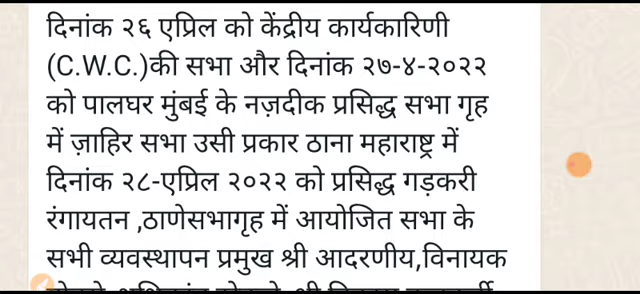 दिनांक २६ एप्रिल को केंद्रीय कार्यकारिणी
(C.W.C.)की सभा और दिनांक २७-४-२०२२
को पालघर मुंबई के नज़दीक प्रसिद्ध सभा गृह
में ज़ाहिर सभा उसी प्रकार ठाना महाराष्ट्र में
दिनांक २८-एप्रिल २०२२ को प्रसिद्ध गड़करी
रंगायतन ,ठाणेसभागृह में आयोजित सभा के
सभी व्यवस्थापन प्रमुख श्री आदरणीय,विनायक